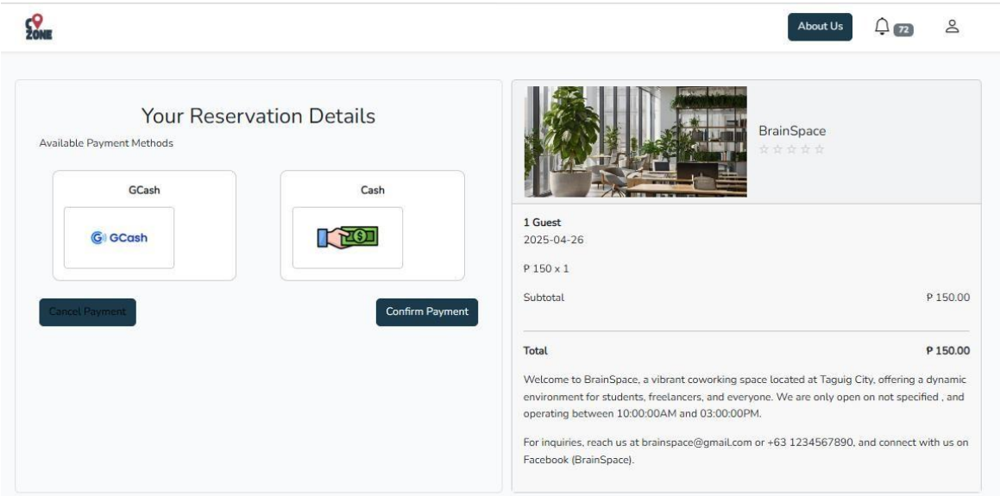 C
ZONE
About Us
72
Your Reservation Details
Available Payment Methods
GCash
Cash
GCash
Cancel Payment
Confirm Payment
BrainSpace
1 Guest
2025-04-26
₱ 150 x 1
Subtotal ₱ 150.00
Total ₱ 150.00
Welcome to BrainSpace, a vibrant coworking space located at Taguig City, offering a dynamic
environment for students, freelancers, and everyone. We are only open on not specified , and
operating between 10:00:00AM and 03:00:00PM.
For inquiries, reach us at brainspace@gmail.com or +63 1234567890, and connect with us on
Facebook (BrainSpace).